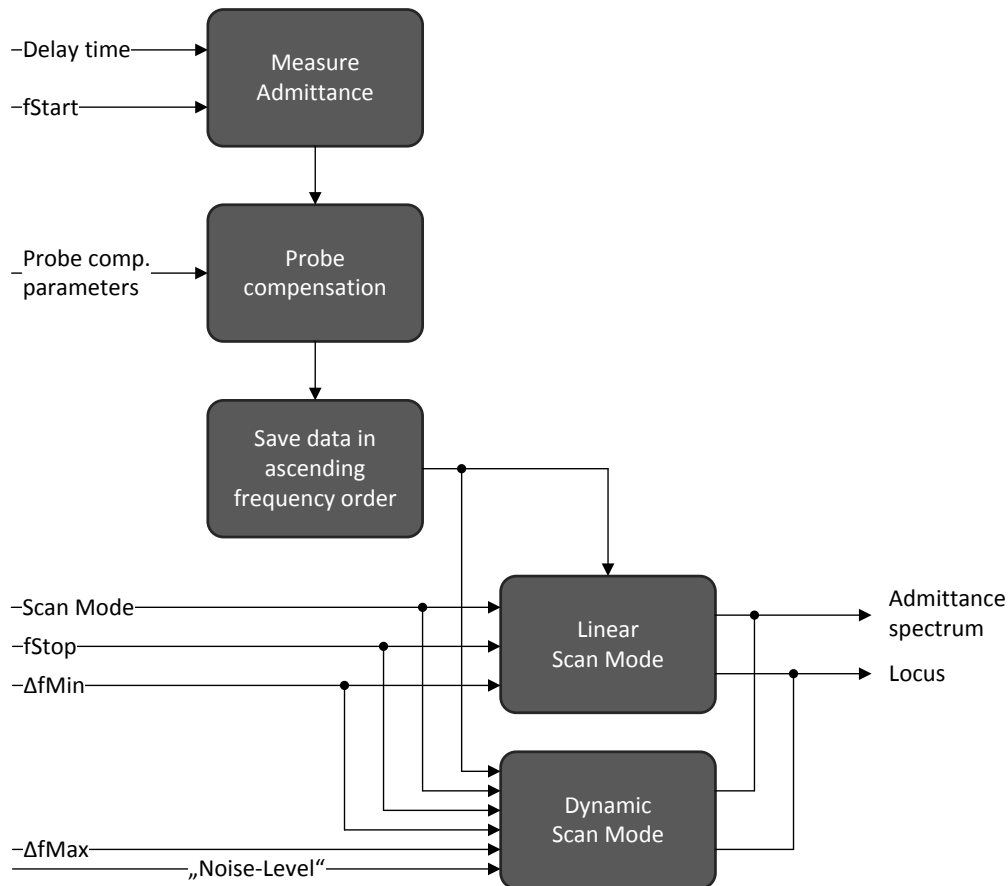 Delay time
fStart
Measure
Admittance
Probe comp.
parameters
Probe
compensation
Save data in
ascending
frequency order
Scan Mode
fStop
ΔfMin
Linear
Scan Mode
Admittance
spectrum
Locus
Dynamic
Scan Mode
ΔfMax
„Noise-Level“